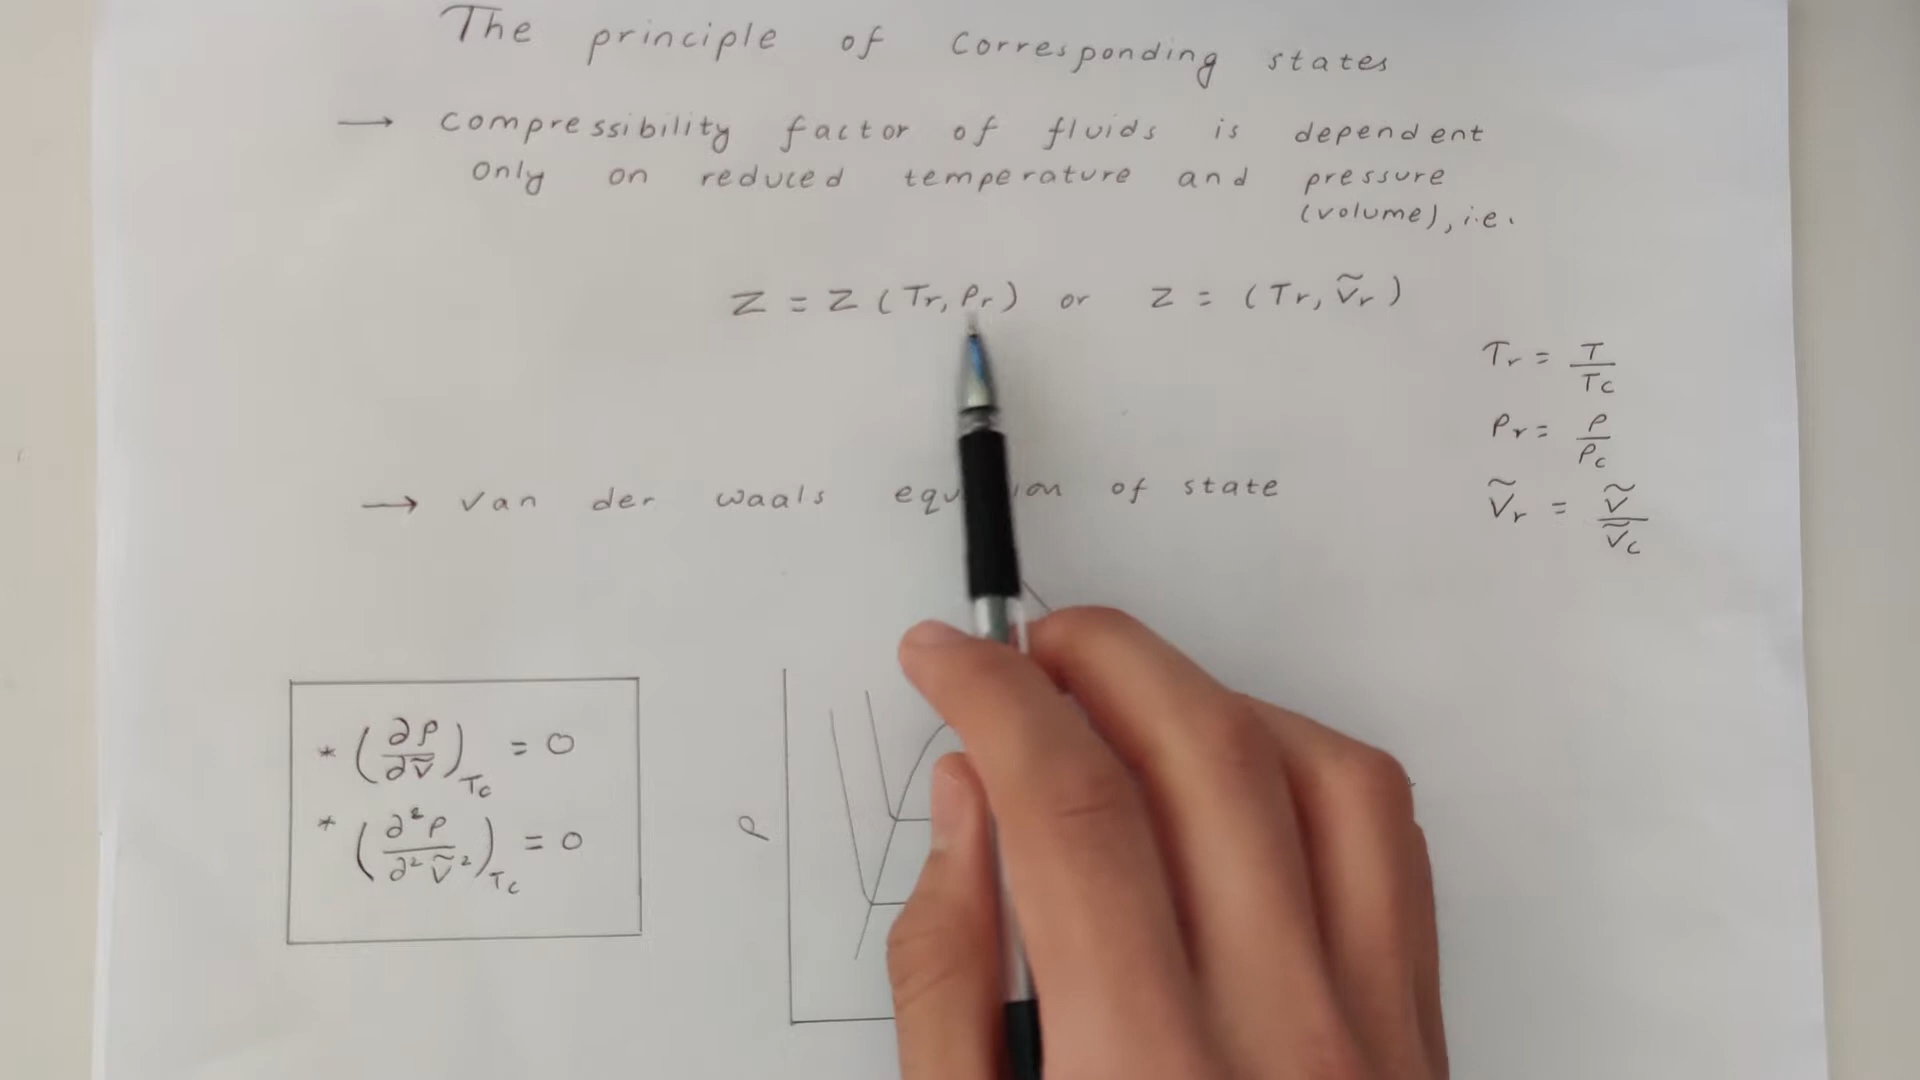 The principle of corresponding states
→ compressibility factor of fluids is dependent
only on reduced temperature and pressure
(volume), i.e.
Z = Z (Tr, Pr) or Z = (Tr, Ṽr)
Tr = T/Tc
Pr = P/Pc
Ṽr = Ṽ/Ṽc
→ van der waals of state
* (∂P/∂Ṽ)Tc = 0
* (∂²P/∂²Ṽ²)Tc = 0
P